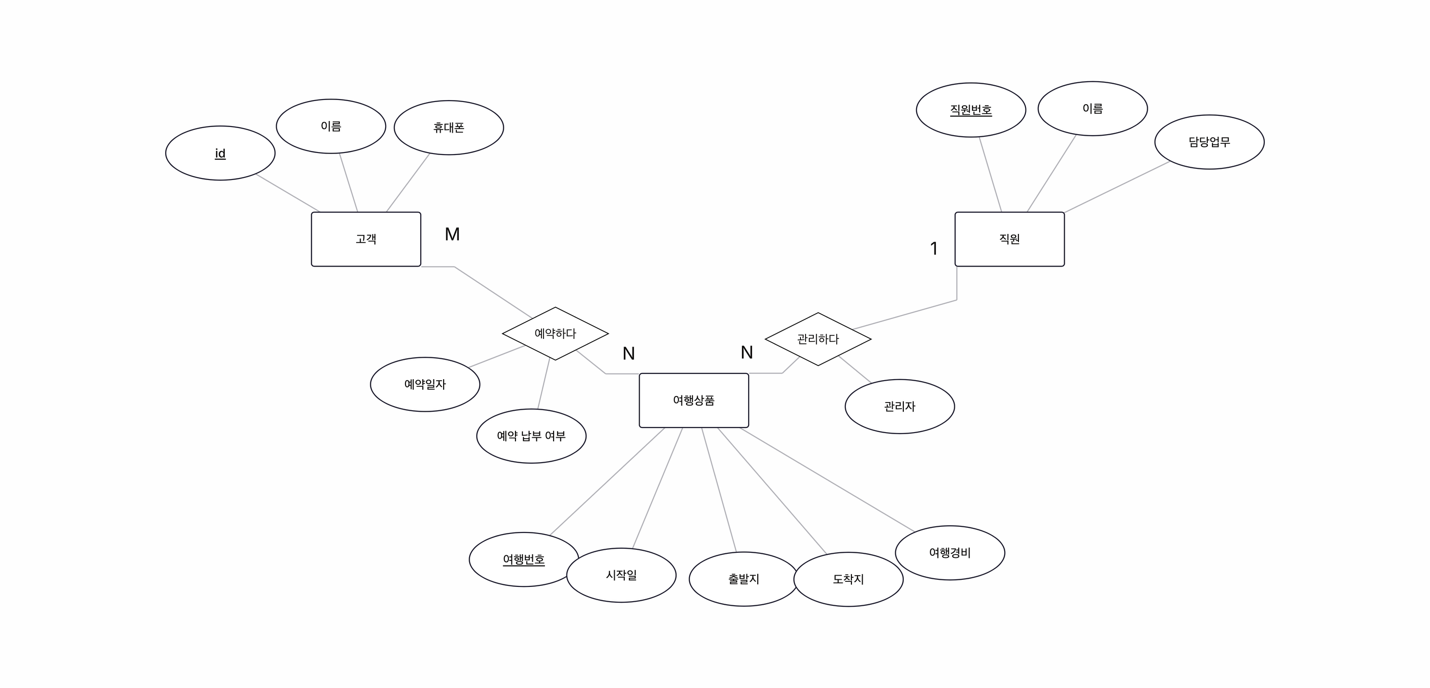 직원번호
이름
담당업무
id
이름
휴대폰
고객
M
1
직원
예약하다
N
N
관리하다
예약일자
예약 납부 여부
여행상품
관리자
여행번호
시작일
출발지
도착지
여행경비